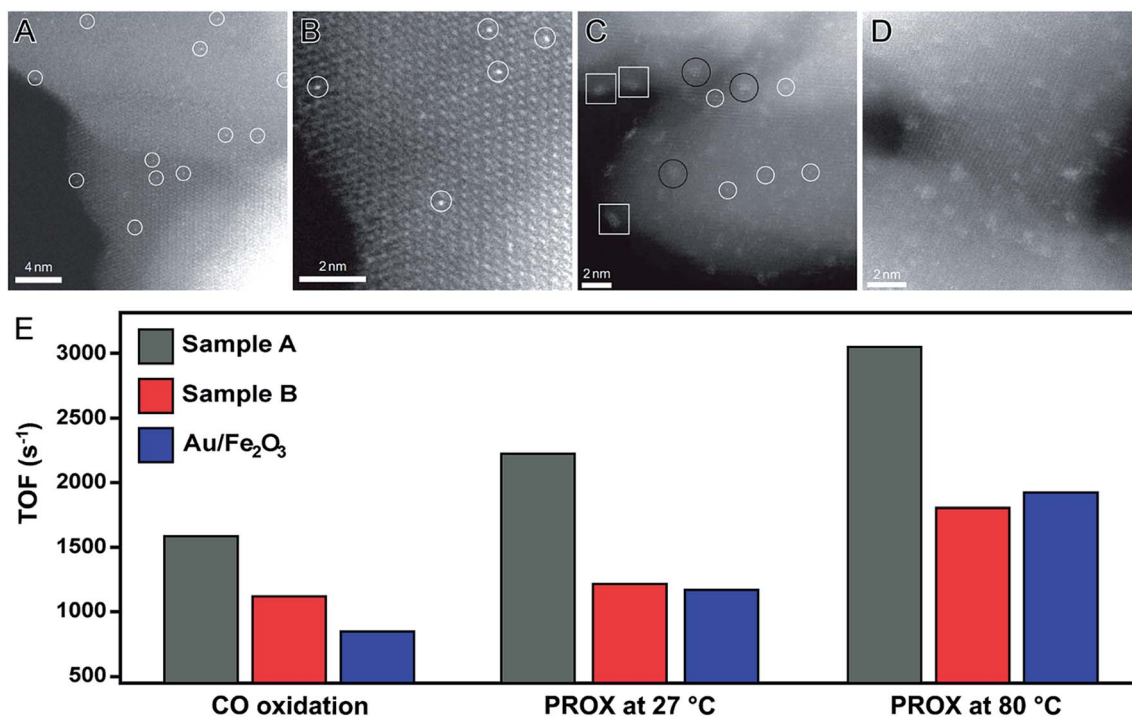 A
B
C
D
4 nm
2 nm
2 nm
2 nm
E
Sample A
Sample B
Au/Fe₂O₃
TOF (s⁻¹)
3000
2500
2000
1500
1000
500
CO oxidation
PROX at 27 °C
PROX at 80 °C